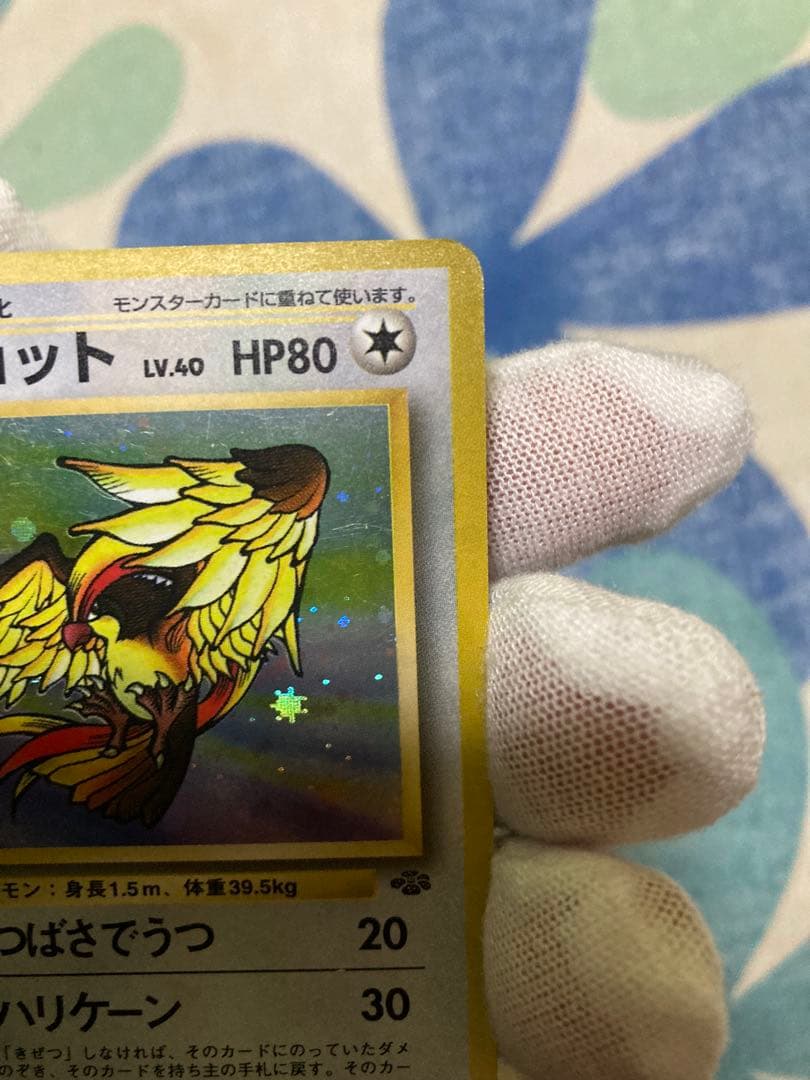 と モンスターカードに重ねて使います。
ョット LV.40 HP80
モン：身長1.5m、体重39.5kg
つばさでうつ 20
ハリケーン 30
「きぜつ」しなければ、そのカードにのっていたダメ
のぞき、そのカードを持ち主の手札に戻す。そのカー